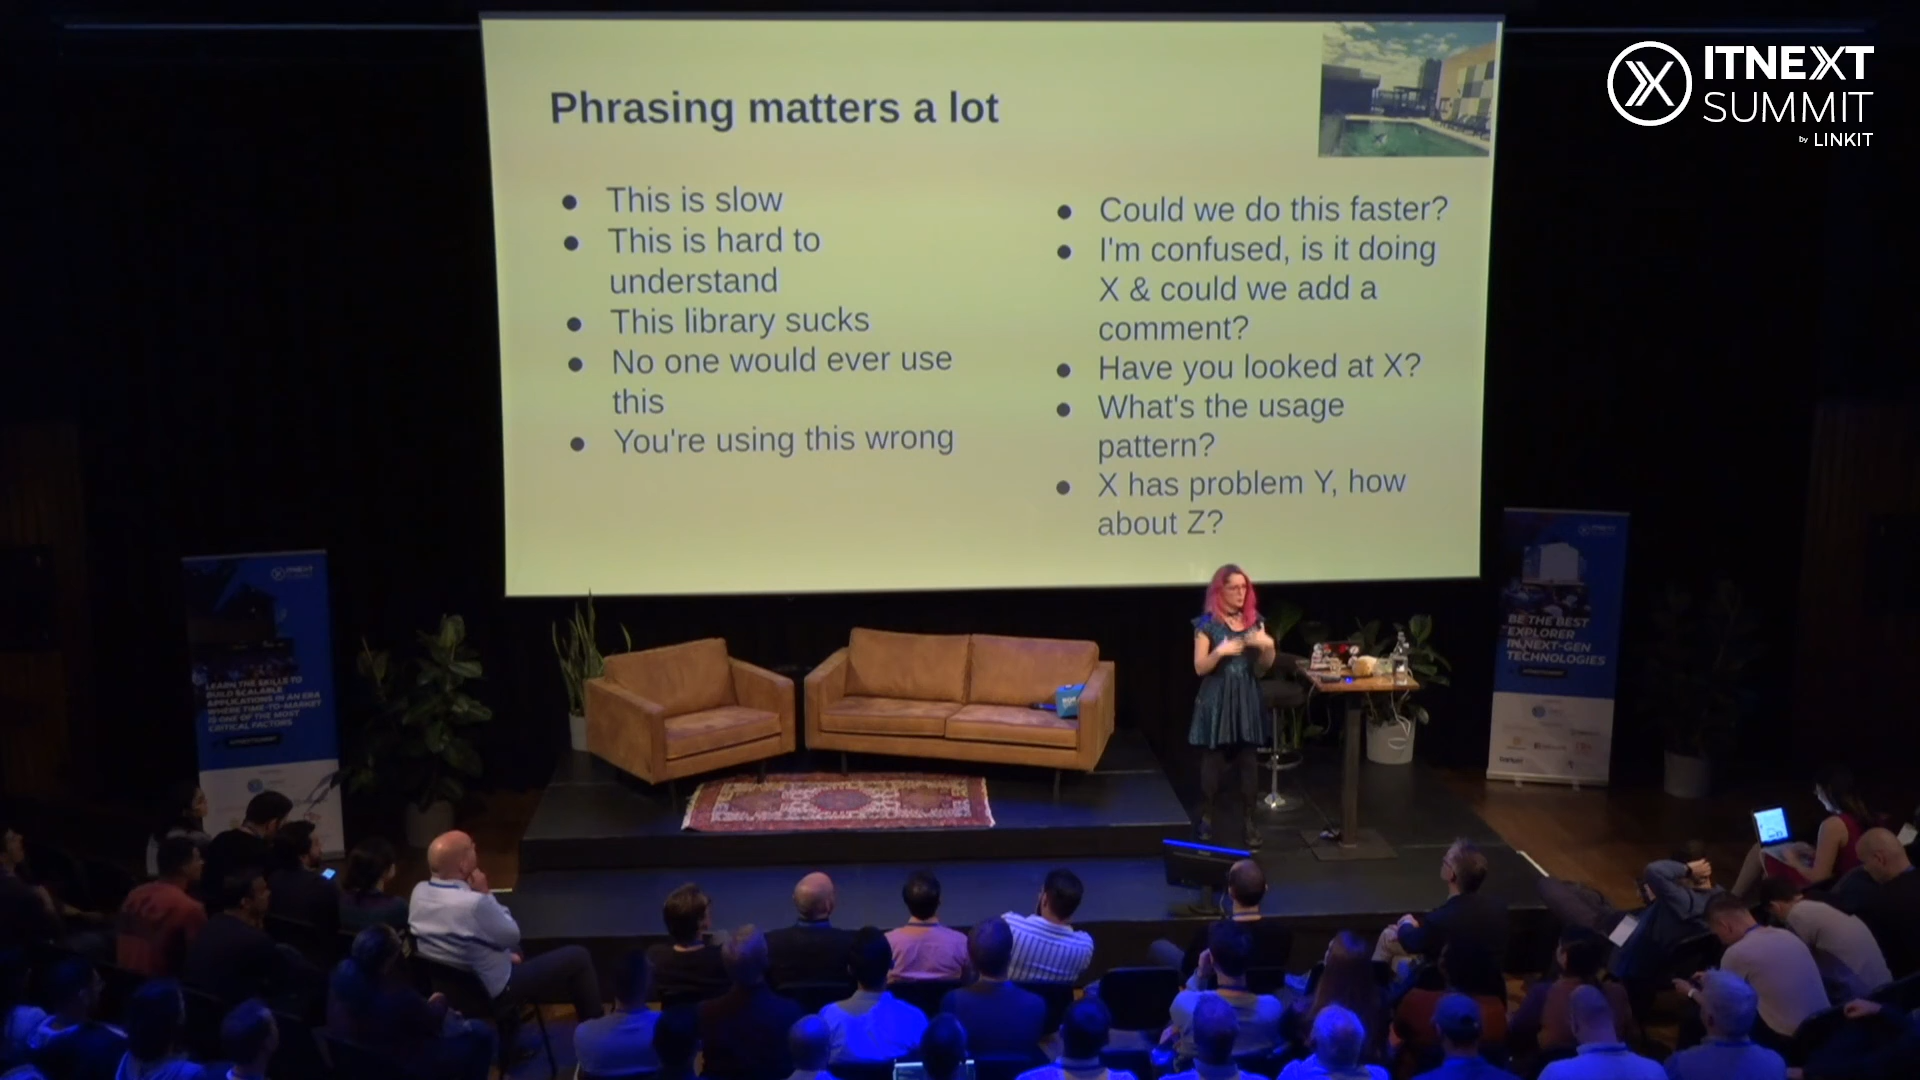 Phrasing matters a lot
● This is slow
● This is hard to
understand
● This library sucks
● No one would ever use
this
● You're using this wrong
● Could we do this faster?
● I'm confused, is it doing
X & could we add a
comment?
● Have you looked at X?
● What's the usage
pattern?
● X has problem Y, how
about Z?
ITNEXT
SUMMIT
by LINKIT
ITNEXT
LEARN THE SKILLS TO
BUILD SCALABLE
APPLICATIONS IN AN ERA
WHERE TIME-TO-MARKET
IS ONE OF THE MOST
CRITICAL FACTORS
ITNEXT
BE THE BEST
EXPLORER
IN NEXT-GEN
TECHNOLOGIES